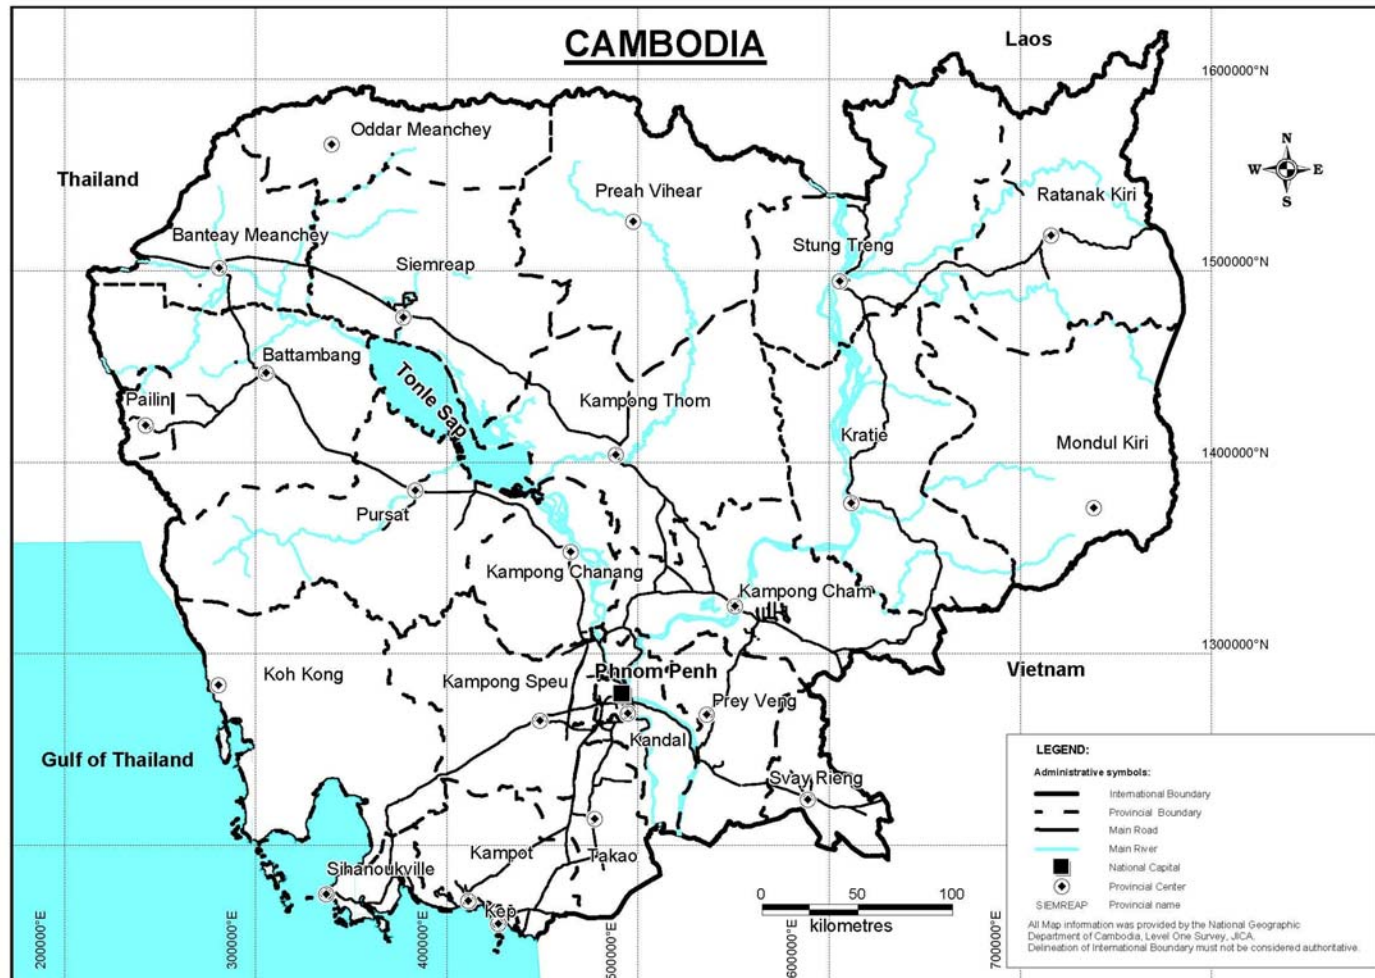 CAMBODIA
Laos
1600000°N
Oddar Meanchey
Thailand
N
W
E
S
Preah Vihear
Ratanak Kiri
Banteay Meanchey
Stung Treng
Siemreap
1500000°N
Battambang
Tonle Sap
Pailin
Kampong Thom
Kratie
Mondul Kiri
1400000°N
Pursat
Kampong Chanang
Kampong Cham
1300000°N
Koh Kong
Kampong Speu
Phnom Penh
Vietnam
Prey Veng
Gulf of Thailand
Kandal
Svay Rieng
Kampot
Takao
Sihanoukville
Kep
0 50 100
kilometres
200000°E
300000°E
400000°E
500000°E
600000°E
700000°E
LEGEND:
Administrative symbols:
International Boundary
Provincial Boundary
Main Road
Main River
National Capital
Provincial Center
SIEMREAP Provincial name
All Map information was provided by the National Geographic
Department of Cambodia, Level One Survey, JICA.
Delineation of International Boundary must not be considered authoritative.